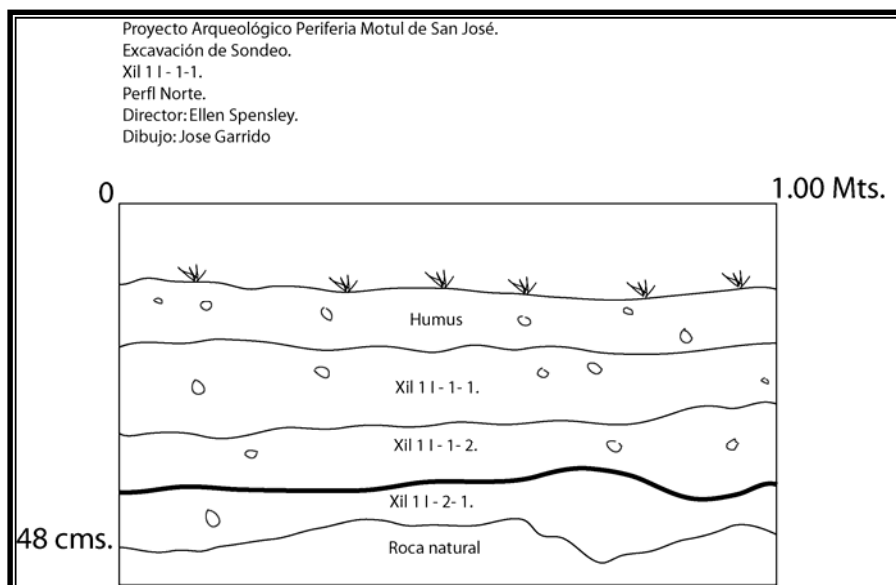 Proyecto Arqueológico Periferia Motul de San José.
Excavación de Sondeo.
Xil 1 I - 1-1.
Perfl Norte.
Director: Ellen Spensley.
Dibujo: Jose Garrido
0
1.00 Mts.
Humus
Xil 1 I - 1- 1.
Xil 1 I - 1- 2.
Xil 1 I - 2- 1.
48 cms.
Roca natural